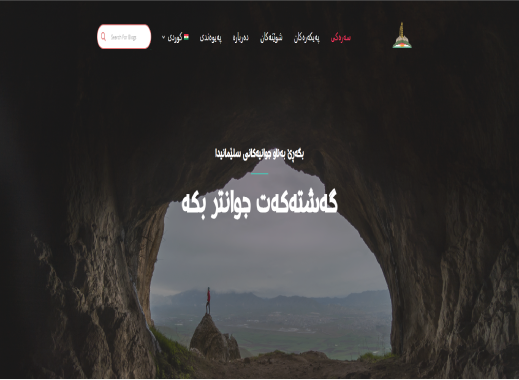 سەرەکی
پەیکەرەکان
شوێنەکان
دەربارە
پەیوەندی
کوردی
Search for Blogs
بگەڕێ بەناو جوانیەکانی سلێمانیدا
گەشتەکەت جوانتر بکە